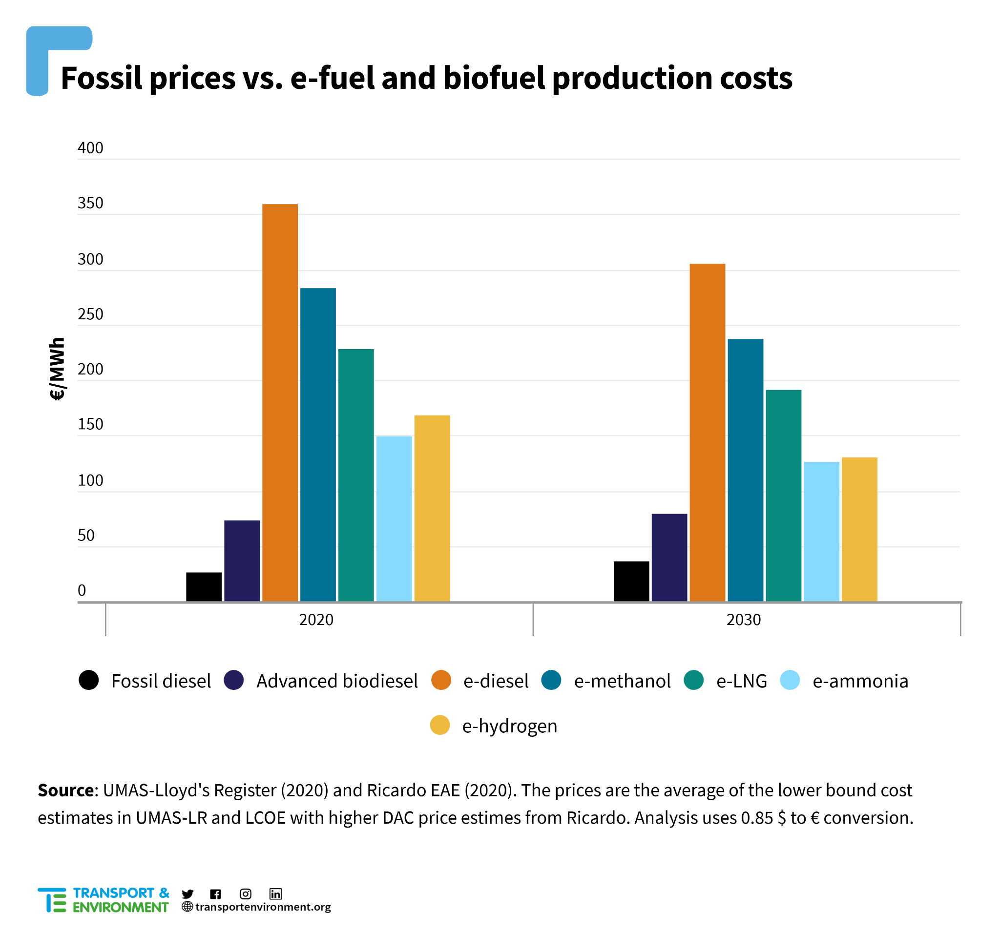 Fossil prices vs. e-fuel and biofuel production costs
400
350
300
250
200
150
100
50
0
€/MWh
2020
2030
Fossil diesel
Advanced biodiesel
e-diesel
e-methanol
e-LNG
e-ammonia
e-hydrogen
Source: UMAS-Lloyd's Register (2020) and Ricardo EAE (2020). The prices are the average of the lower bound cost
estimates in UMAS-LR and LCOE with higher DAC price estimes from Ricardo. Analysis uses 0.85 $ to € conversion.
TRANSPORT &
ENVIRONMENT
transportenvironment.org